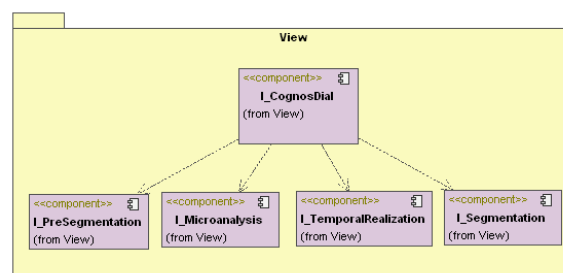 View
<<component>>
I_CognosDial
(from View)
<<component>>
I_PreSegmentation
(from View)
<<component>>
I_Microanalysis
(from View)
<<component>>
I_TemporalRealization
(from View)
<<component>>
I_Segmentation
(from View)